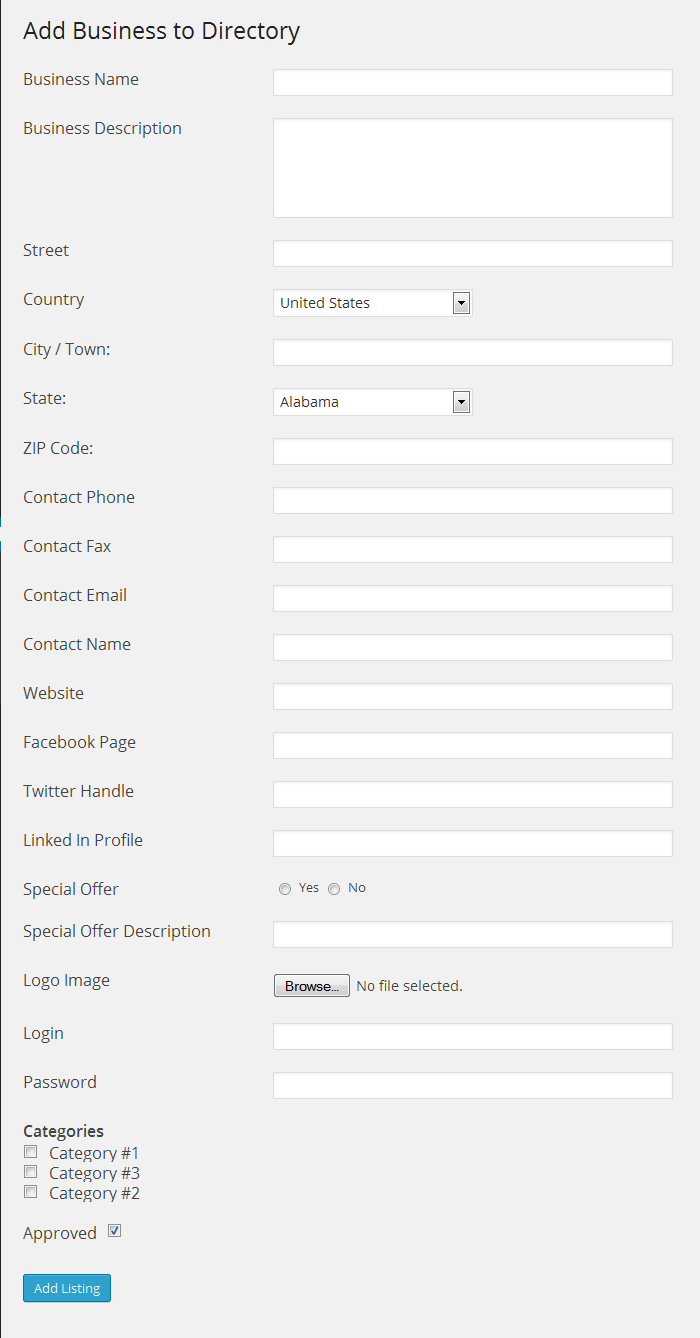 Add Business to Directory
Business Name
Business Description
Street
Country United States
City / Town:
State: Alabama
ZIP Code:
Contact Phone
Contact Fax
Contact Email
Contact Name
Website
Facebook Page
Twitter Handle
Linked In Profile
Special Offer Yes No
Special Offer Description
Logo Image Browse... No file selected.
Login
Password
Categories
Category #1
Category #3
Category #2
Approved
Add Listing